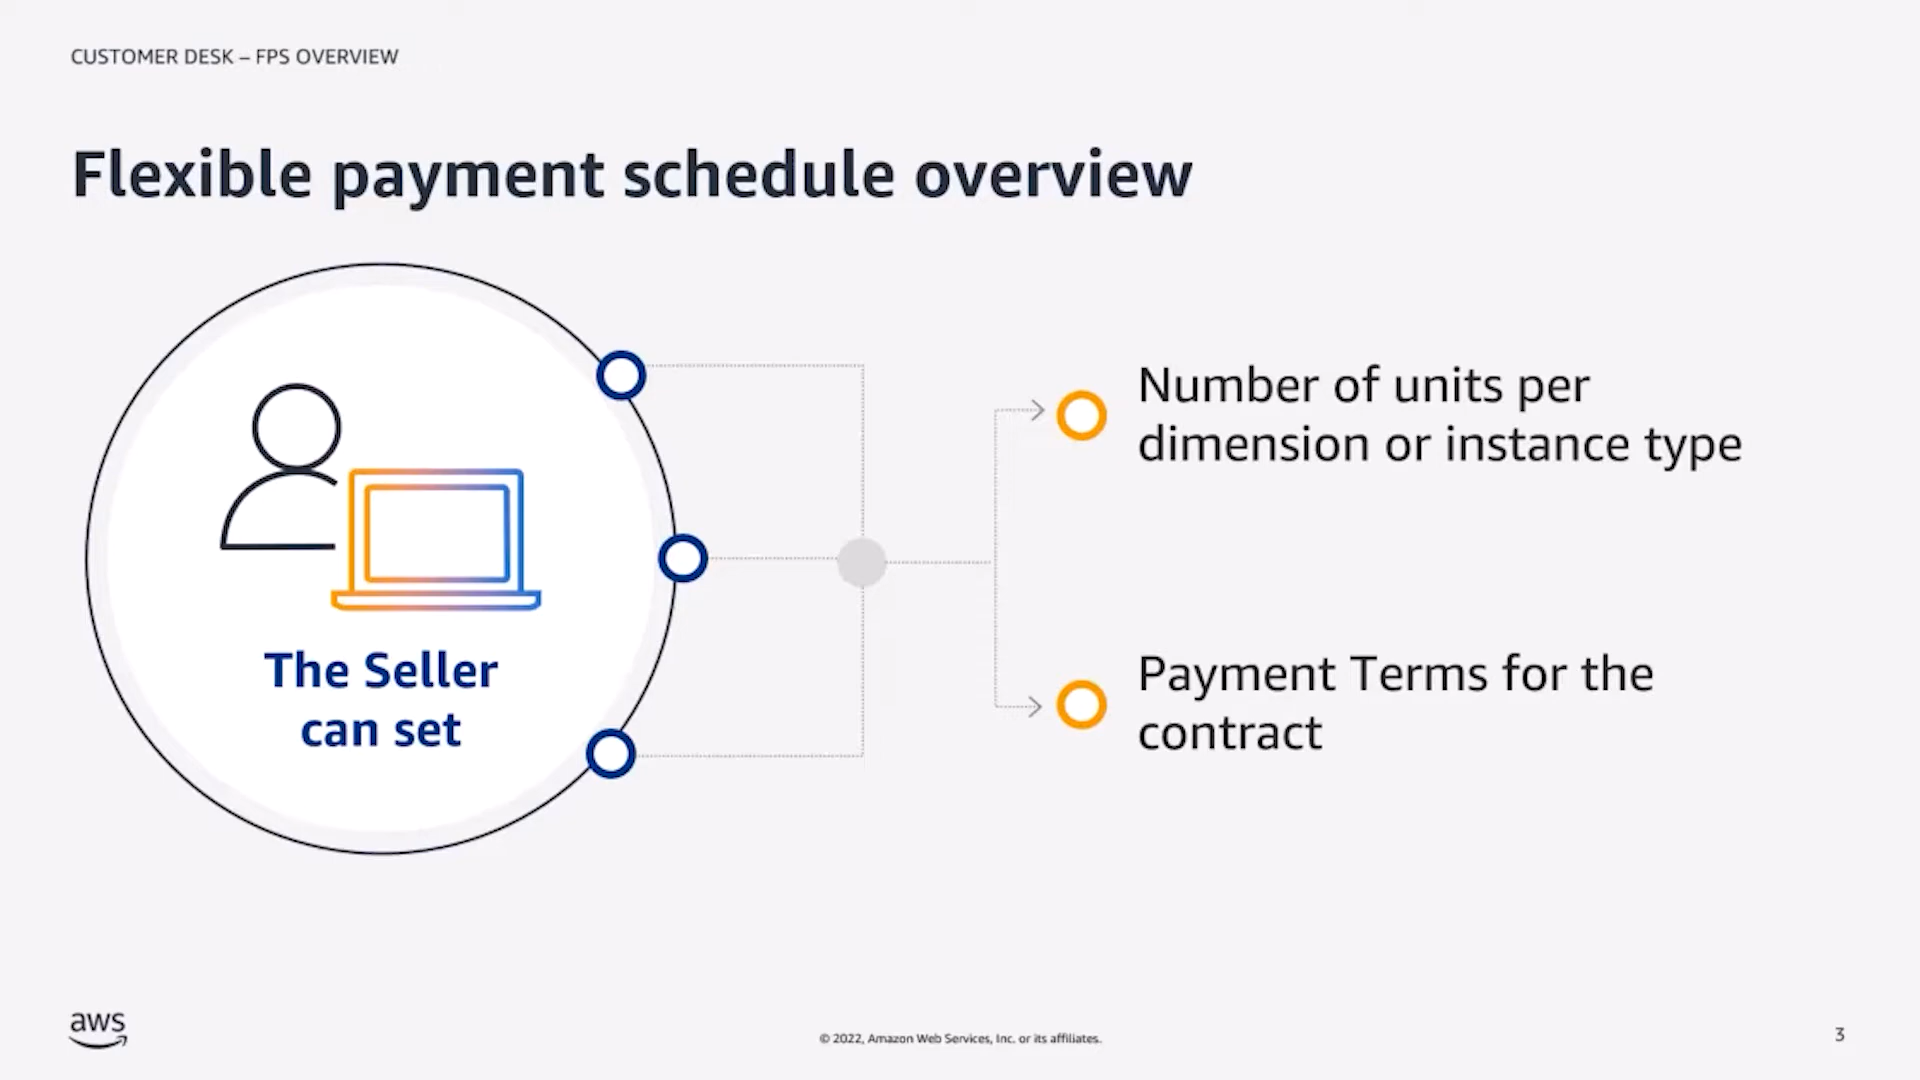 CUSTOMER DESK – FPS OVERVIEW
Flexible payment schedule overview
The Seller
can set
Number of units per
dimension or instance type
Payment Terms for the
contract
aws
© 2022, Amazon Web Services, Inc. or its affiliates.
3